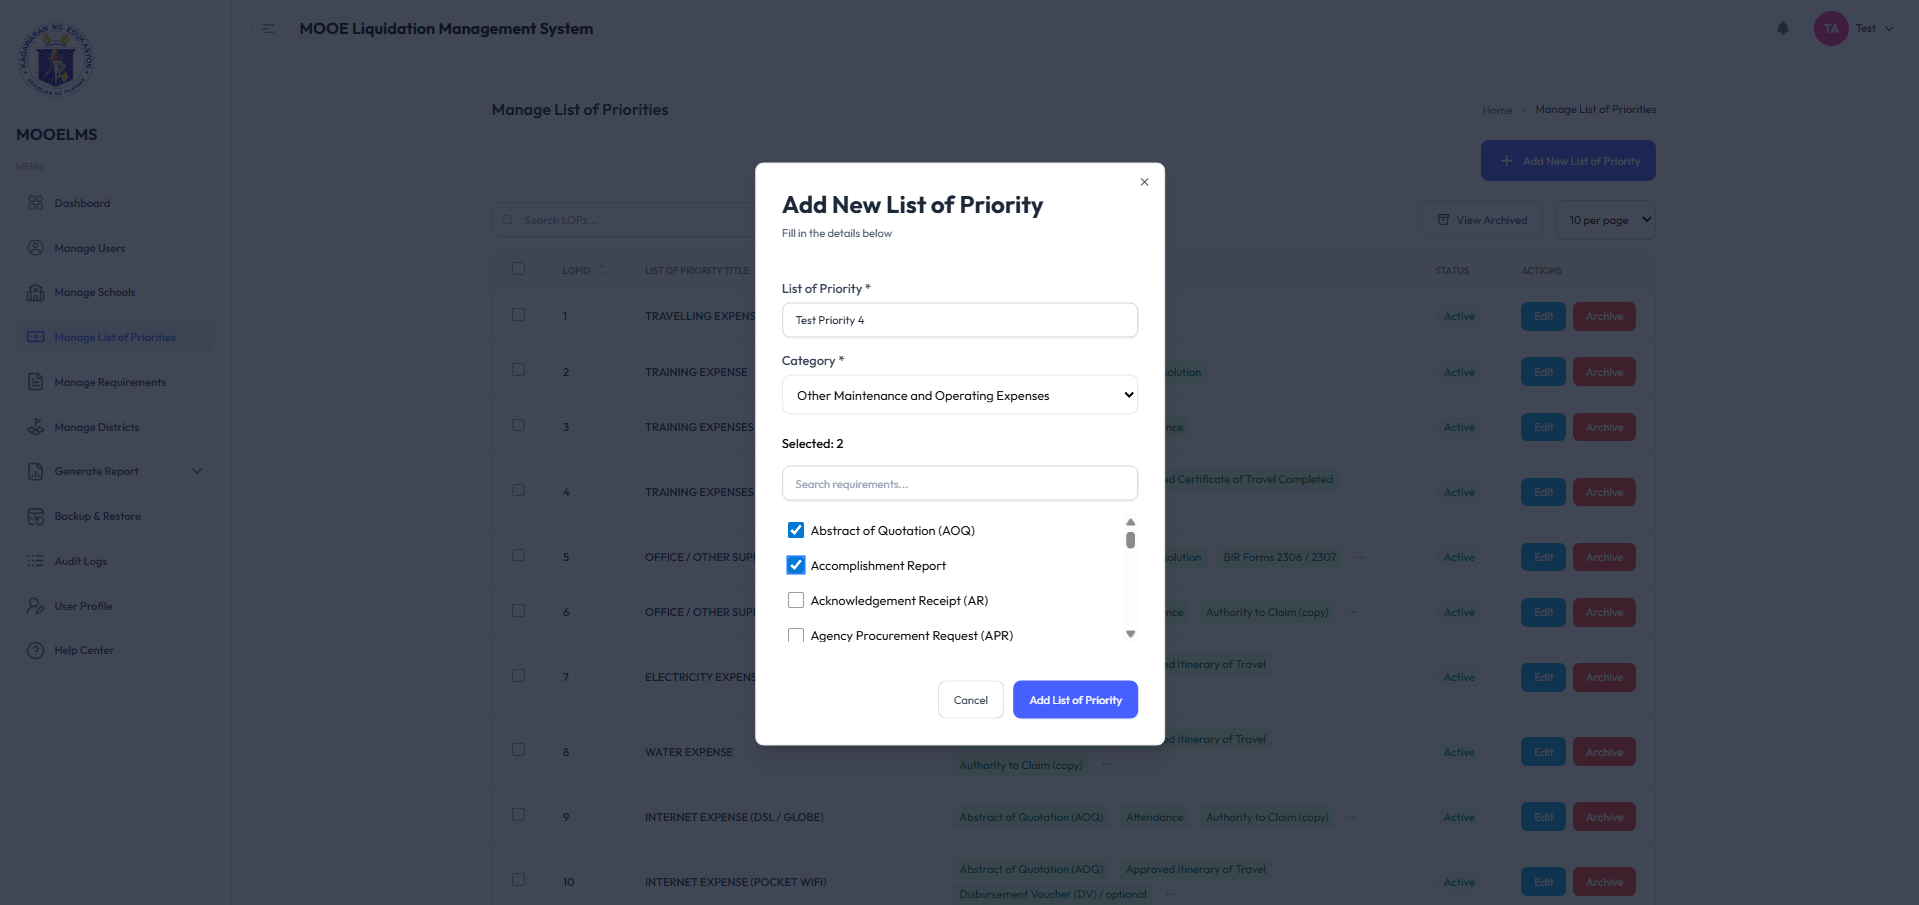 KAGAWARAN NG EDUKASYON
REPUBLIKA NG PILIPINAS
MOOE Liquidation Management System
TA
Test
MOOELMS
MENU
Dashboard
Manage Users
Manage Schools
Manage List of Priorities
Manage Requirements
Manage Districts
Generate Report
Backup & Restore
Audit Logs
User Profile
Help Center
Manage List of Priorities
Home > Manage List of Priorities
+ Add New List of Priority
Search LOPs...
View Archived
10 per page
LOPID LIST OF PRIORITY TITLE STATUS ACTIONS
1 TRAVELLING EXPENS Active Edit Archive
2 TRAINING EXPENSE solution Active Edit Archive
3 TRAINING EXPENSES nce Active Edit Archive
4 TRAINING EXPENSES ed Certificate of Travel Completed Active Edit Archive
5 OFFICE / OTHER SUP solution BIR Forms 2306 / 2307 ... Active Edit Archive
6 OFFICE / OTHER SUP nce Authority to Claim (copy) ... Active Edit Archive
7 ELECTRICITY EXPENS ed Itinerary of Travel Active Edit Archive
8 WATER EXPENSE ed Itinerary of Travel Active Edit Archive
Authority to Claim (copy) ...
9 INTERNET EXPENSE (DSL / GLOBE) Abstract of Quotation (AOQ) Attendance Authority to Claim (copy) ... Active Edit Archive
10 INTERNET EXPENSE (POCKET WIFI) Abstract of Quotation (AOQ) Approved Itinerary of Travel Active Edit Archive
Disbursement Voucher (DV) / optional ...
Add New List of Priority
Fill in the details below
List of Priority *
Test Priority 4
Category *
Other Maintenance and Operating Expenses
Selected: 2
Search requirements...
Abstract of Quotation (AOQ)
Accomplishment Report
Acknowledgement Receipt (AR)
Agency Procurement Request (APR)
Cancel
Add List of Priority